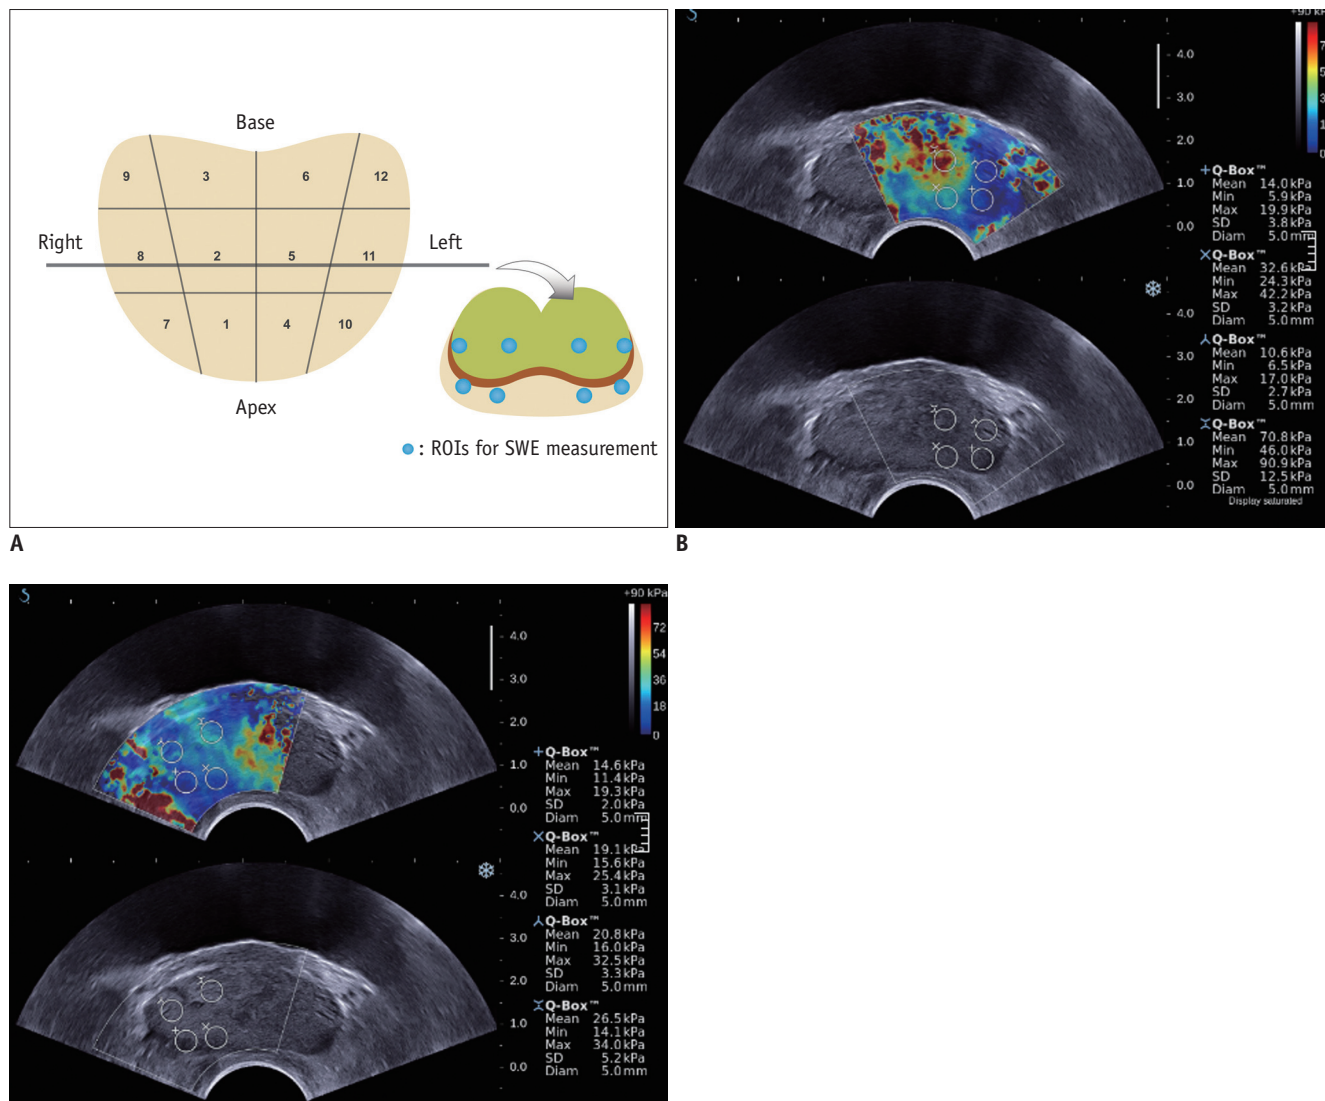 Base
9 3 6 12
Right
Left
8 2 5 11
7 1 4 10
Apex
: ROIs for SWE measurement
A
+90 kPa
4.0
3.0
2.0
1.0
0.0
Q-Box™
Mean 14.0 kPa
Min 5.9 kPa
Max 19.9 kPa
SD 3.8 kPa
Diam 5.0 mm
Q-Box™
Mean 32.6 kPa
Min 24.3 kPa
Max 42.2 kPa
SD 3.2 kPa
Diam 5.0 mm
Q-Box™
Mean 10.6 kPa
Min 6.5 kPa
Max 17.0 kPa
SD 2.7 kPa
Diam 5.0 mm
Q-Box™
Mean 70.8 kPa
Min 46.0 kPa
Max 90.9 kPa
SD 12.5 kPa
Diam 5.0 mm
Display saturated
4.0
3.0
2.0
1.0
0.0
B
+90 kPa
72
54
36
18
0
4.0
3.0
2.0
1.0
0.0
Q-Box™
Mean 14.6 kPa
Min 11.4 kPa
Max 19.3 kPa
SD 2.0 kPa
Diam 5.0 mm
Q-Box™
Mean 19.1 kPa
Min 15.6 kPa
Max 25.4 kPa
SD 3.1 kPa
Diam 5.0 mm
Q-Box™
Mean 20.8 kPa
Min 16.0 kPa
Max 32.5 kPa
SD 3.3 kPa
Diam 5.0 mm
Q-Box™
Mean 26.5 kPa
Min 14.1 kPa
Max 34.0 kPa
SD 5.2 kPa
Diam 5.0 mm
4.0
3.0
2.0
1.0
0.0